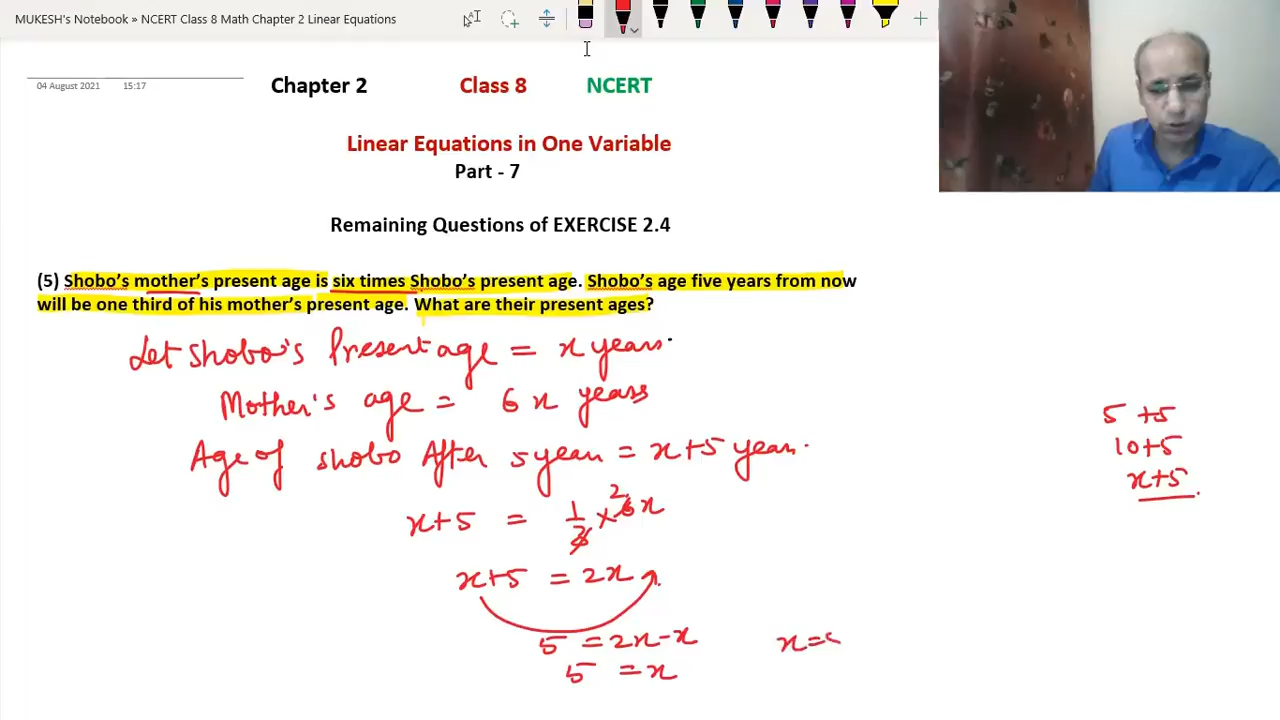 MUKESH's Notebook » NCERT Class 8 Math Chapter 2 Linear Equations
04 August 2021 15:17
Chapter 2 Class 8 NCERT
Linear Equations in One Variable
Part - 7
Remaining Questions of EXERCISE 2.4
(5) Shobo's mother's present age is six times Shobo's present age. Shobo's age five years from now
will be one third of his mother's present age. What are their present ages?
Let Shobo's Present age = x years
Mother's age = 6x years
Age of shobo After 5 year = x+5 year.
x+5 = 1/3 × 6 2 x
x+5 = 2x
5 = 2x-x
5 = x
x=
5+5
10+5
x+5